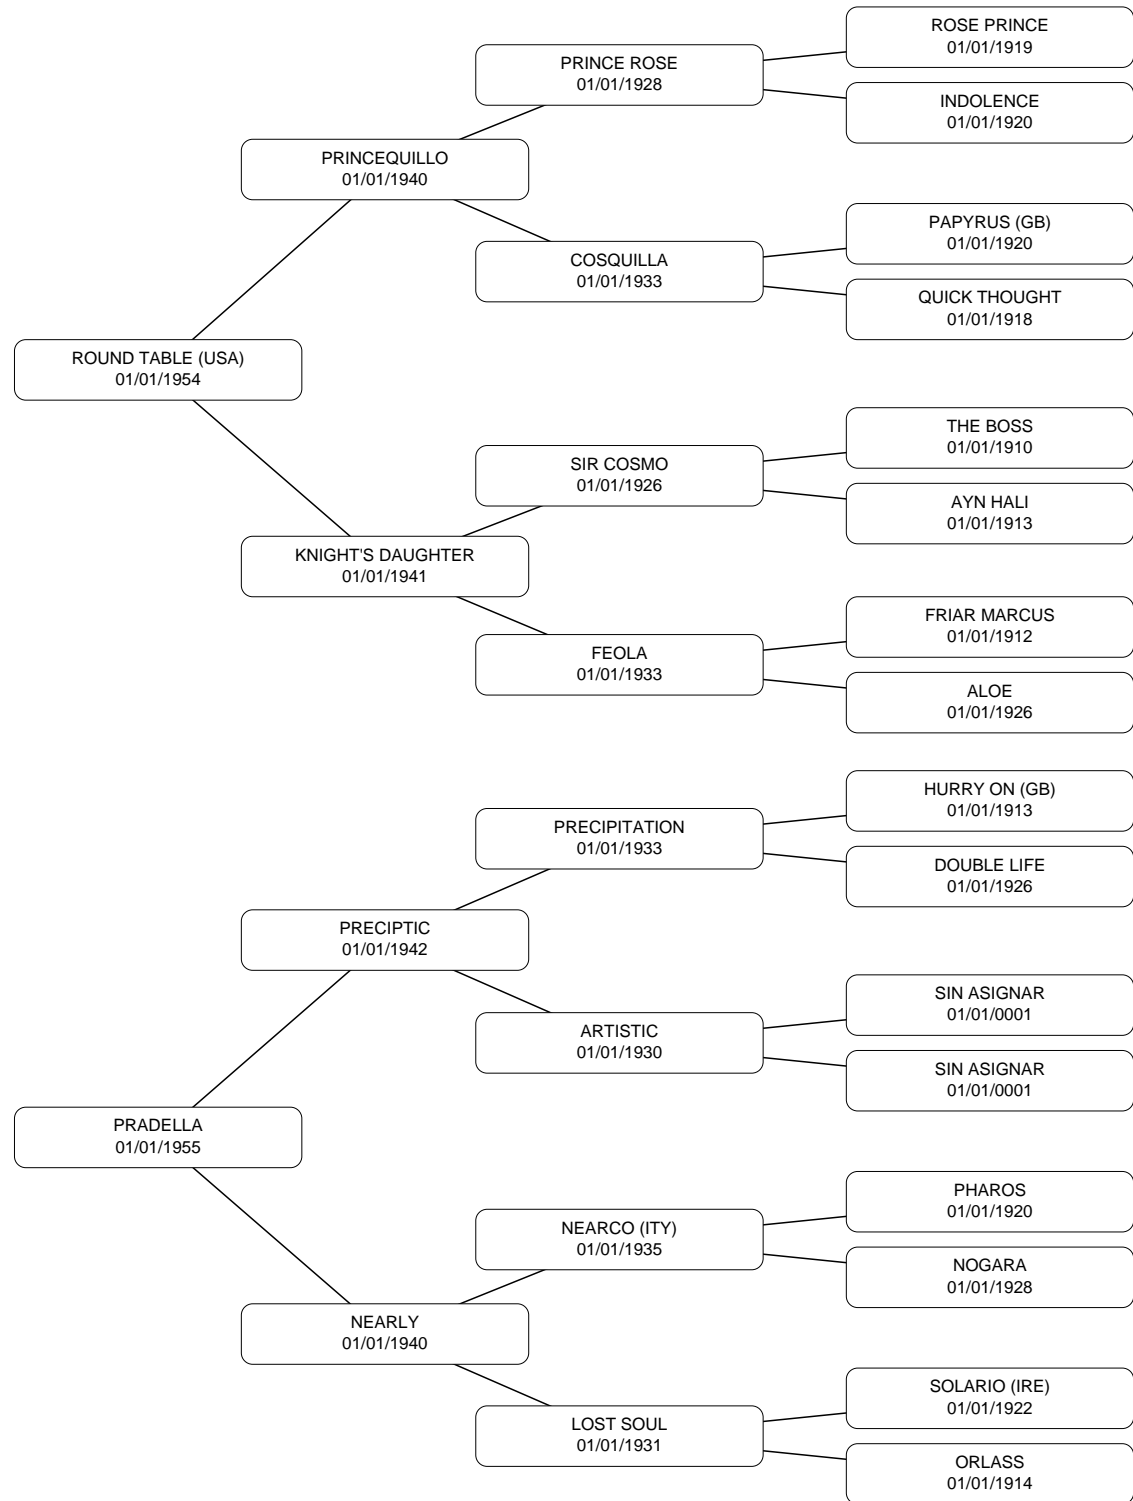 ROSE PRINCE
01/01/1919
PRINCE ROSE
01/01/1928
INDOLENCE
01/01/1920
PRINCEQUILLO
01/01/1940
PAPYRUS (GB)
01/01/1920
COSQUILLA
01/01/1933
QUICK THOUGHT
01/01/1918
ROUND TABLE (USA)
01/01/1954
THE BOSS
01/01/1910
SIR COSMO
01/01/1926
AYN HALI
01/01/1913
KNIGHT'S DAUGHTER
01/01/1941
FRIAR MARCUS
01/01/1912
FEOLA
01/01/1933
ALOE
01/01/1926
HURRY ON (GB)
01/01/1913
PRECIPITATION
01/01/1933
DOUBLE LIFE
01/01/1926
PRECIPTIC
01/01/1942
SIN ASIGNAR
01/01/0001
ARTISTIC
01/01/1930
SIN ASIGNAR
01/01/0001
PRADELLA
01/01/1955
PHAROS
01/01/1920
NEARCO (ITY)
01/01/1935
NOGARA
01/01/1928
NEARLY
01/01/1940
SOLARIO (IRE)
01/01/1922
LOST SOUL
01/01/1931
ORLASS
01/01/1914